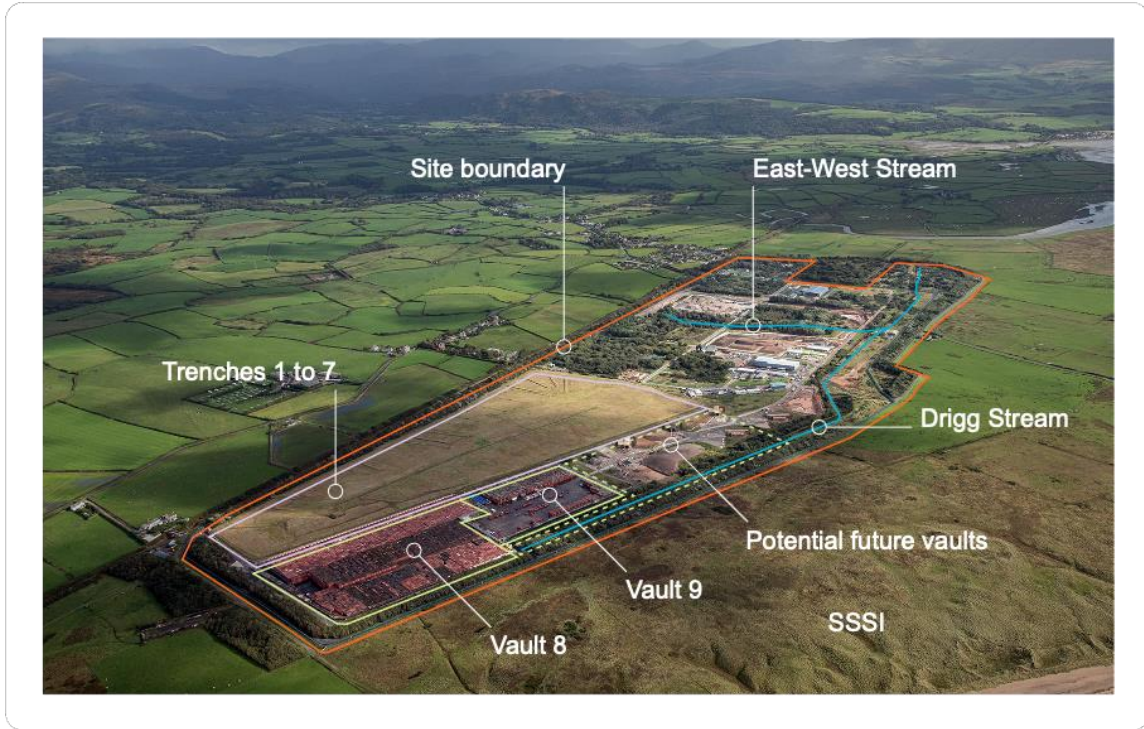 Site boundary
East-West Stream
Trenches 1 to 7
Drigg Stream
Potential future vaults
Vault 9
SSSI
Vault 8